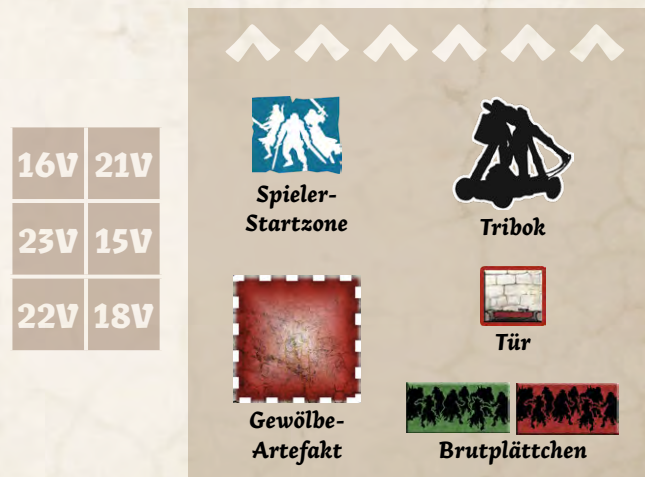 16V 21V
23V 15V
22V 18V
Spieler-
Startzone
Tribok
Tür
Gewölbe-
Artefakt
Brutplättchen